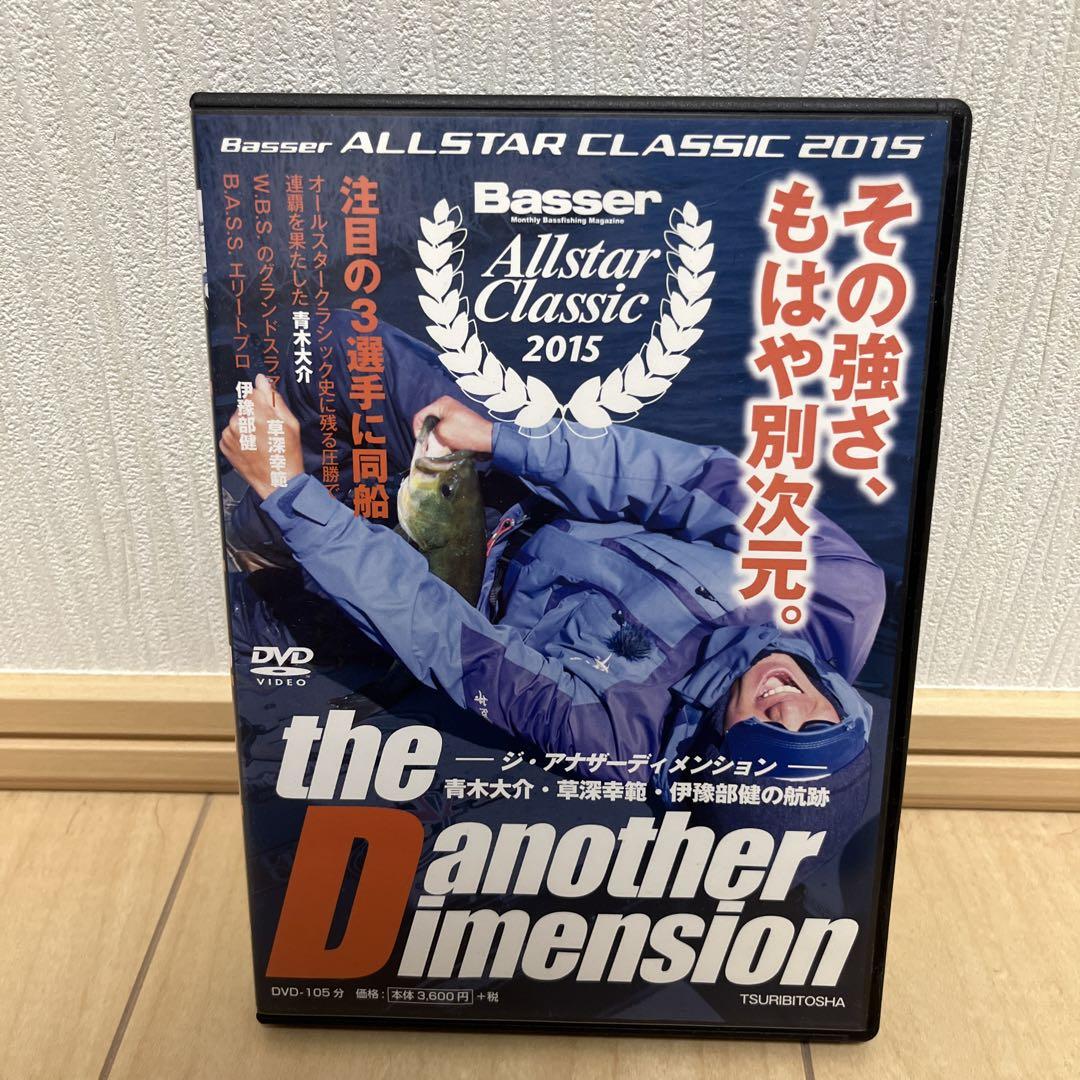 Basser ALLSTAR CLASSIC 2015
Basser
Monthly Bassfishing Magazine
Allstar
Classic
2015
その強さ、
もはや別次元。
注目の3選手に同船
オールスタークラシック史に残る圧勝で
連覇を果たした 青木大介
W.B.S.のグランドスラマー 草深幸範
B.A.S.S.エリートプロ 伊豫部健
DVD
VIDEO
the
ジ・アナザーディメンション
青木大介・草深幸範・伊豫部健の航跡
another
Dimension
DVD-105分 価格:本体3,600円+税
TSURIBITOSHA